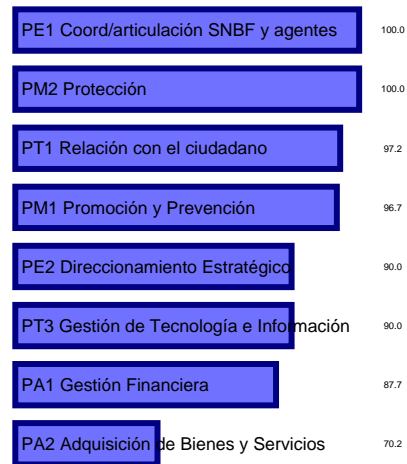 PE1 Coord/articulación SNBF y agentes 100.0
PM2 Protección 100.0
PT1 Relación con el ciudadano 97.2
PM1 Promoción y Prevención 96.7
PE2 Direccionamiento Estratégico 90.0
PT3 Gestión de Tecnología e Información 90.0
PA1 Gestión Financiera 87.7
PA2 Adquisición de Bienes y Servicios 70.2